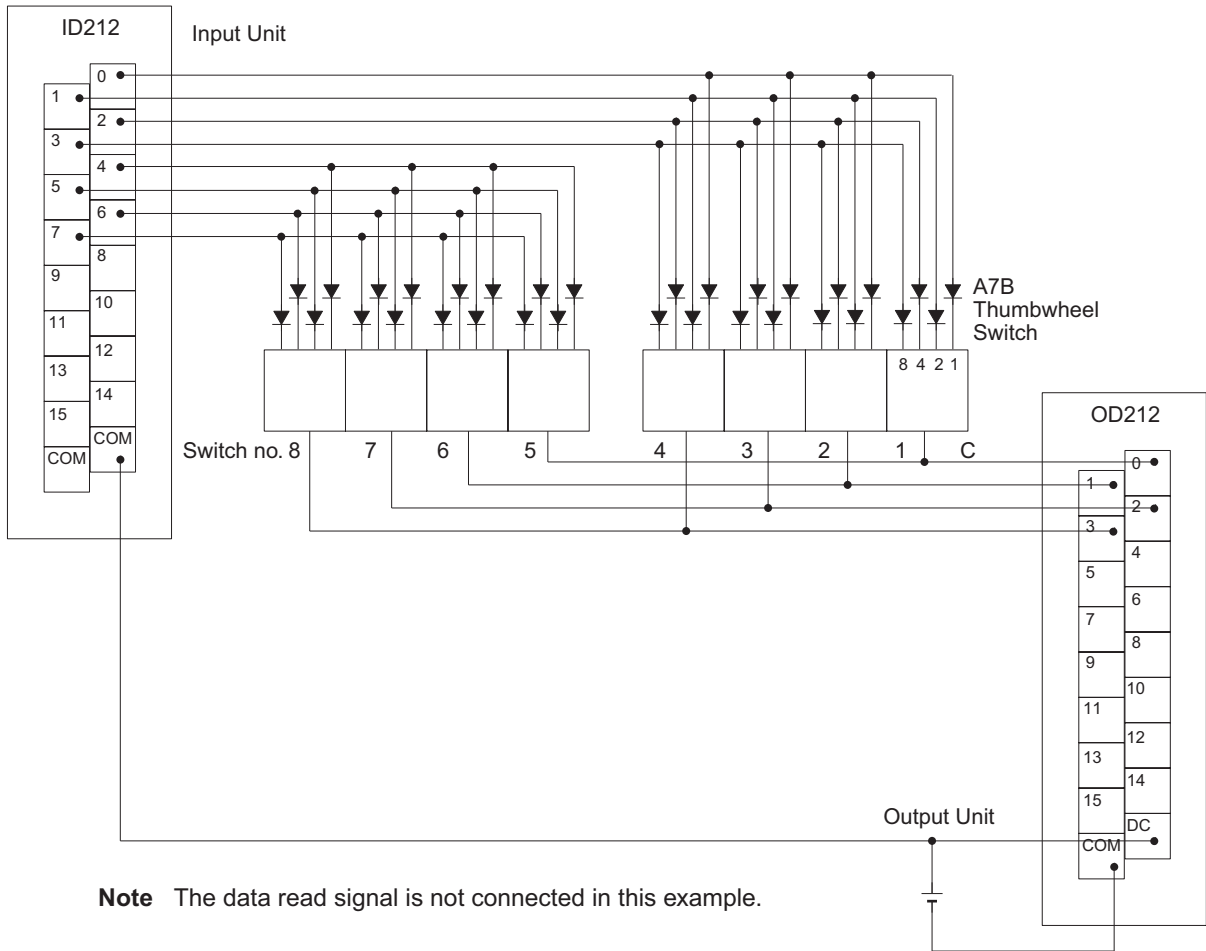 ID212
Input Unit
0
1
2
3
4
5
6
7
8
9
10
11
12
13
14
15
COM
COM
A7B
Thumbwheel
Switch
8 4 2 1
Switch no. 8 7 6 5 4 3 2 1 C
OD212
0
1
2
3
4
5
6
7
8
9
10
11
12
13
14
15
DC
COM
Output Unit
Note The data read signal is not connected in this example.